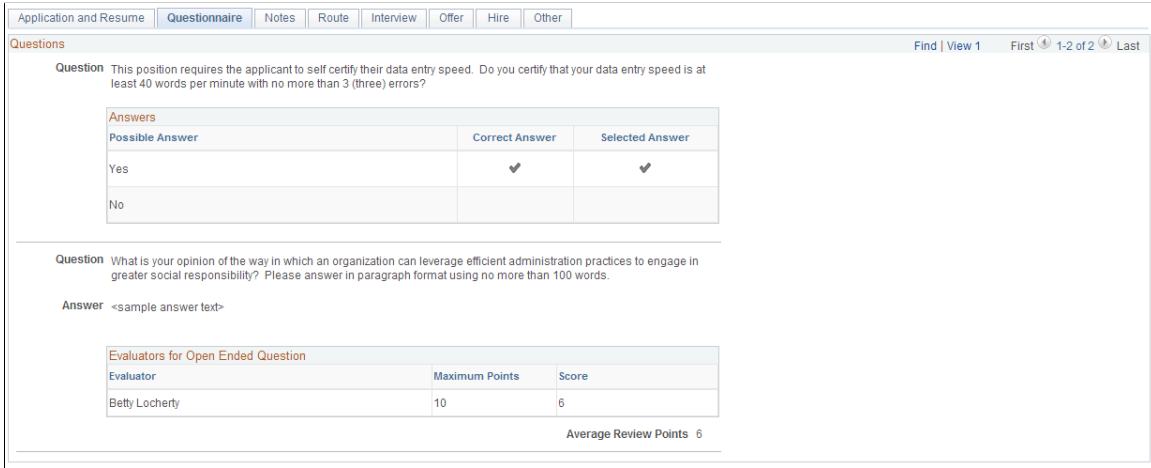 Application and Resume Questionnaire Notes Route Interview Offer Hire Other
Questions Find | View 1 First 1-2 of 2 Last
Question This position requires the applicant to self certify their data entry speed. Do you certify that your data entry speed is at
least 40 words per minute with no more than 3 (three) errors?
Answers
Possible Answer Correct Answer Selected Answer
Yes
No
Question What is your opinion of the way in which an organization can leverage efficient administration practices to engage in
greater social responsibility? Please answer in paragraph format using no more than 100 words.
Answer <sample answer text>
Evaluators for Open Ended Question
Evaluator Maximum Points Score
Betty Locherty 10 6
Average Review Points 6